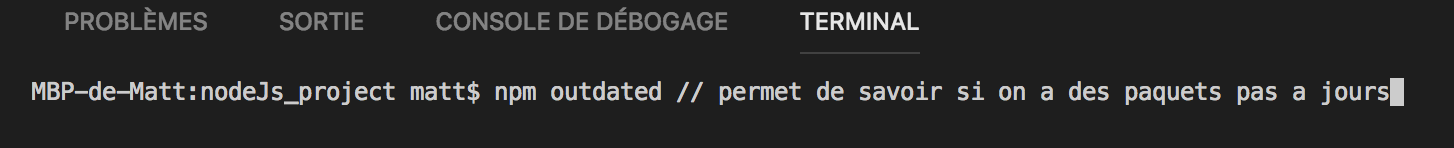 PROBLÈMES SORTIE CONSOLE DE DÉBOGAGE TERMINAL
MBP-de-Matt:nodeJs_project matt$ npm outdated // permet de savoir si on a des paquets pas a jours